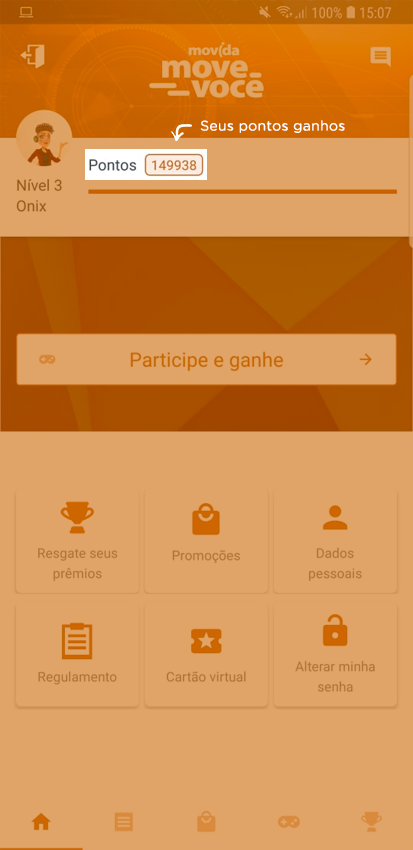 100% 15:07
movida
move
você
Seus pontos ganhos
Pontos 149938
Nível 3
Onix
Participe e ganhe
Resgate seus
prêmios
Promoções
Dados
pessoais
Regulamento
Cartão virtual
Alterar minha
senha